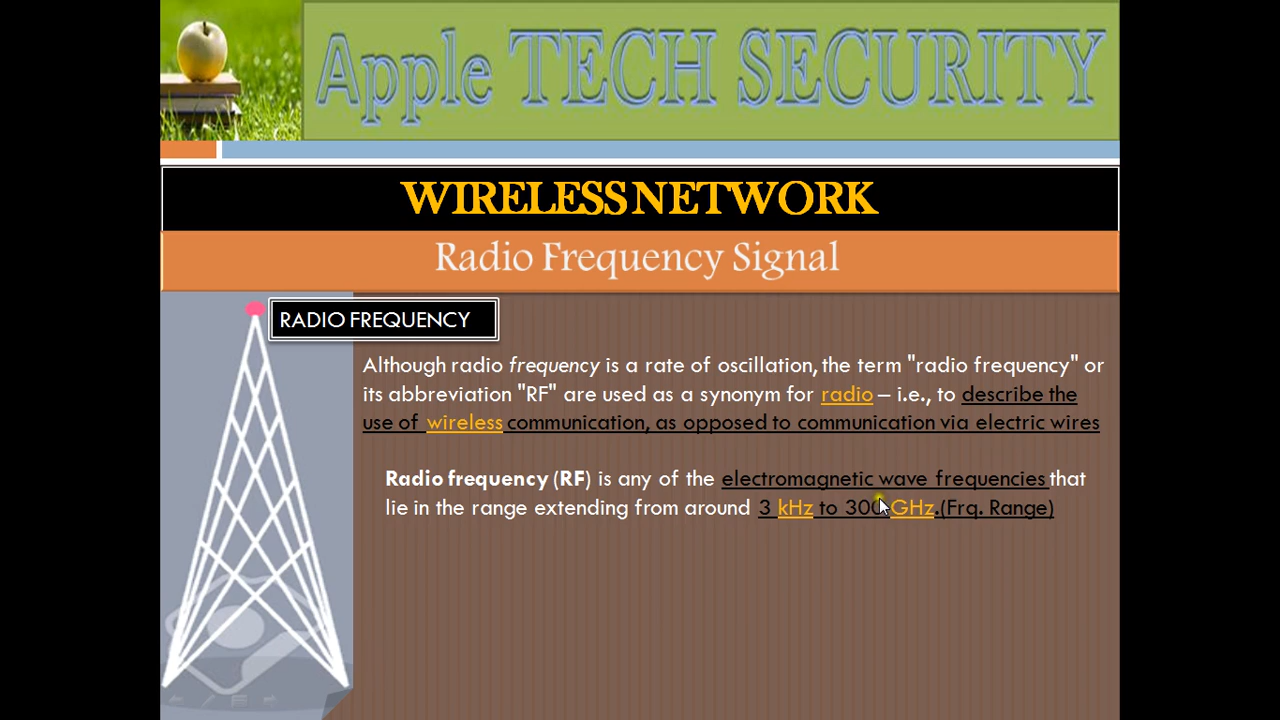 Apple TECH SECURITY
WIRELESS NETWORK
Radio Frequency Signal
RADIO FREQUENCY
Although radio frequency is a rate of oscillation, the term "radio frequency" or
its abbreviation "RF" are used as a synonym for radio – i.e., to describe the
use of wireless communication, as opposed to communication via electric wires
Radio frequency (RF) is any of the electromagnetic wave frequencies that
lie in the range extending from around 3 kHz to 300 GHz.(Frq. Range)